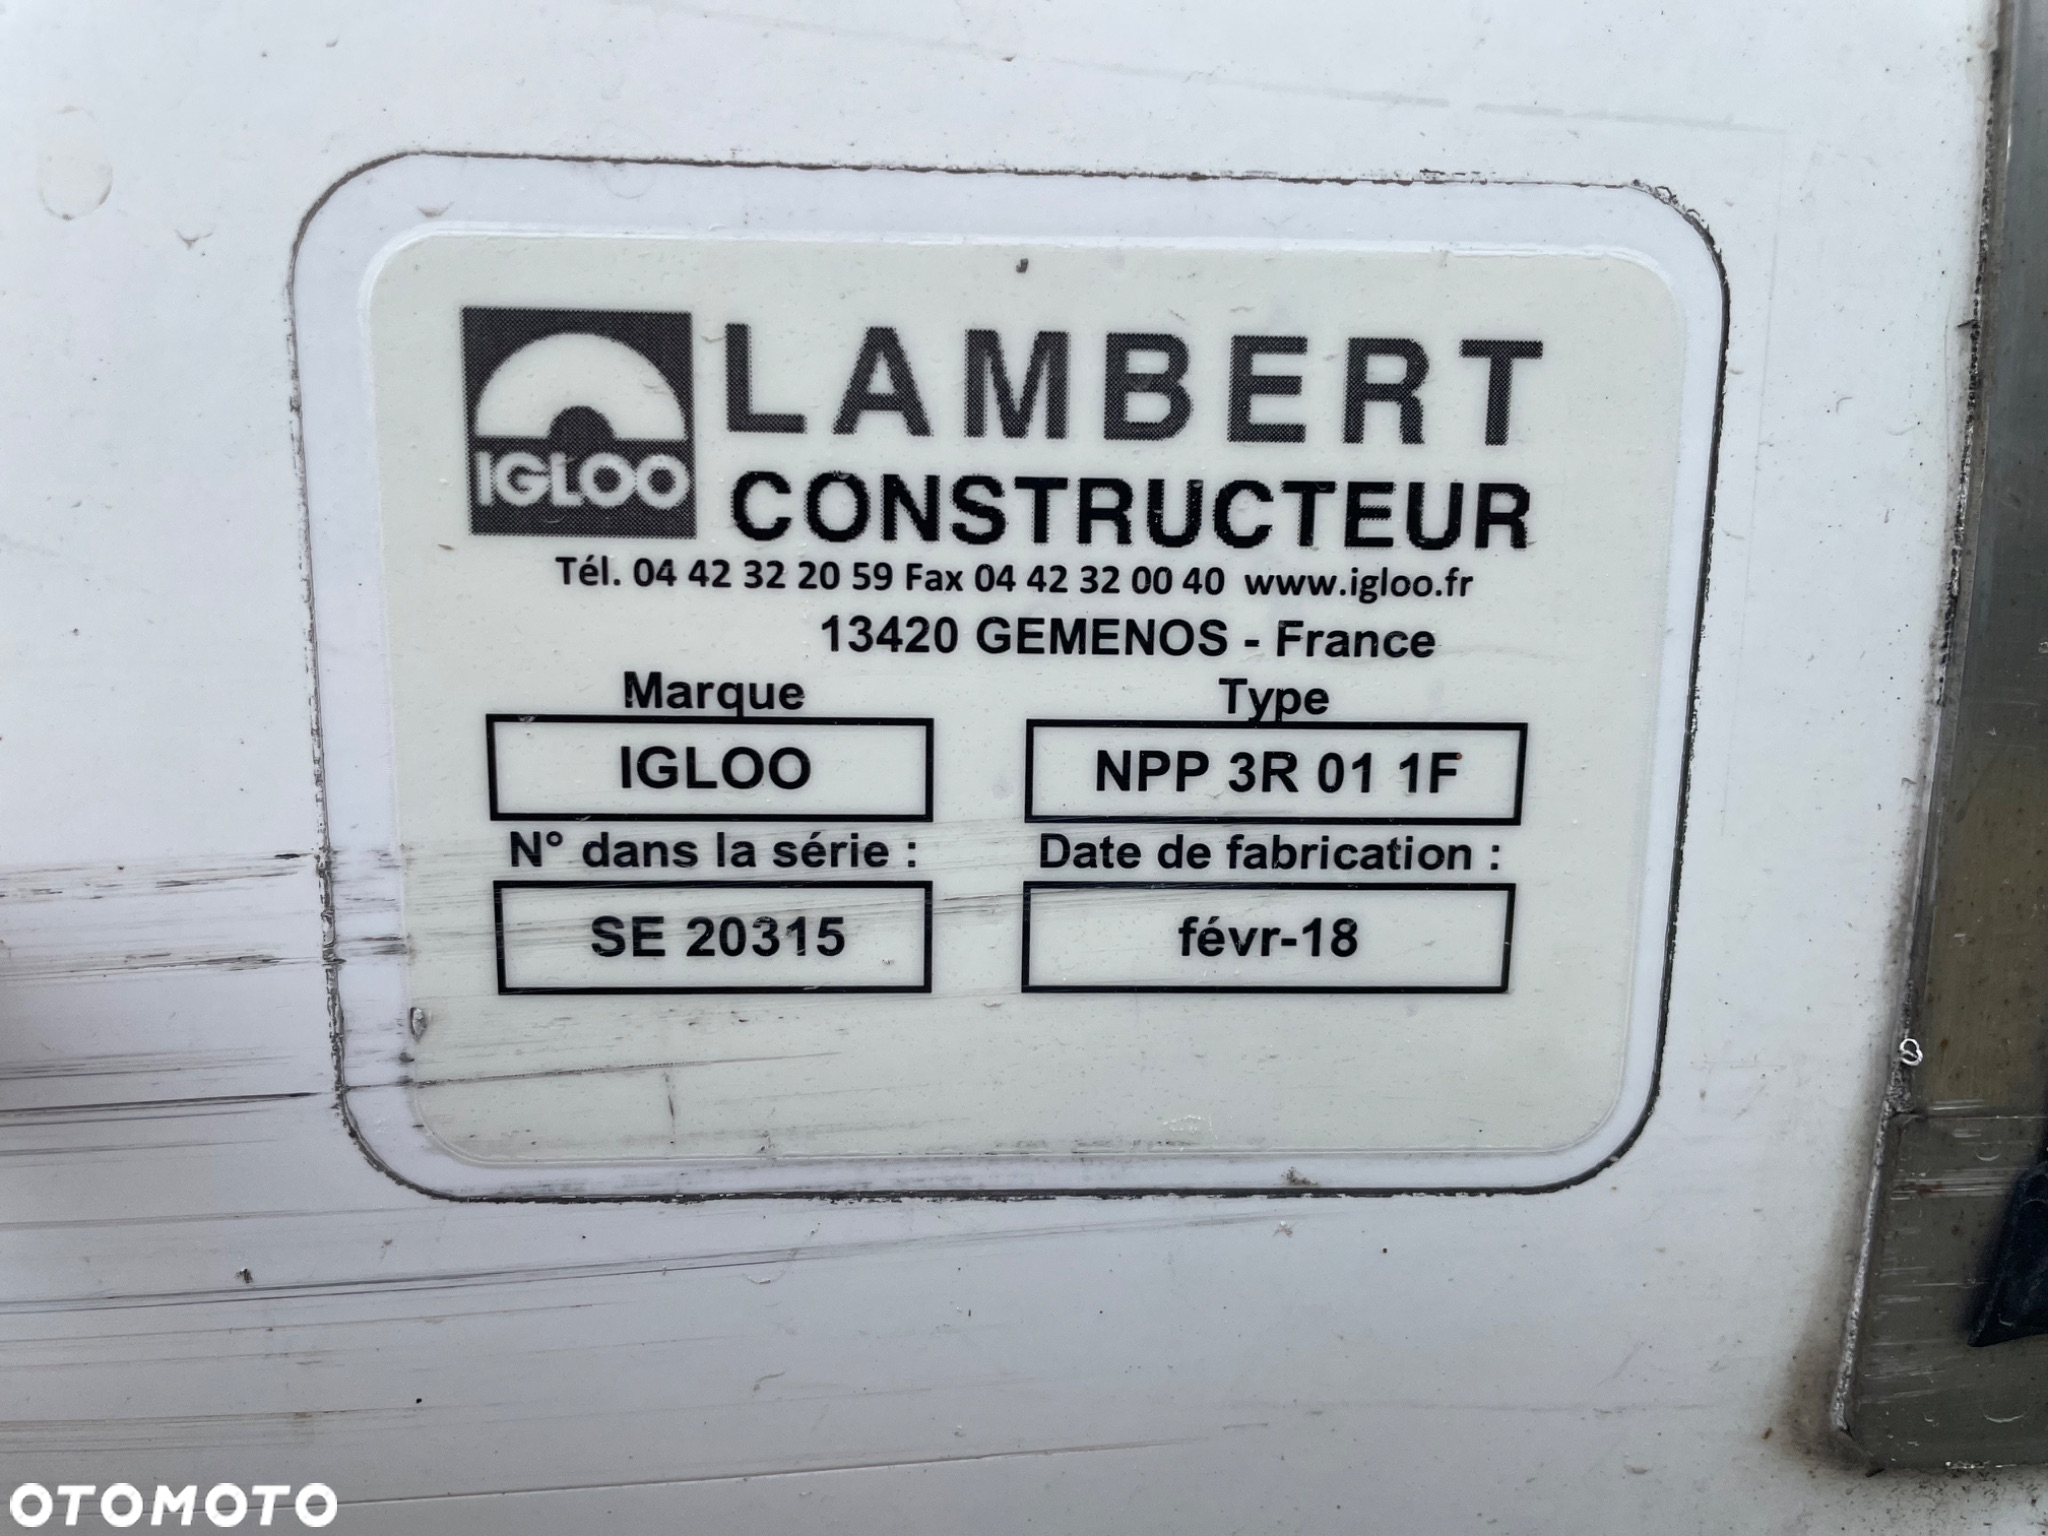 IGLOO
LAMBERT
CONSTRUCTEUR
Tél. 04 42 32 20 59 Fax 04 42 32 00 40 www.igloo.fr
13420 GEMENOS - France
Marque Type
IGLOO NPP 3R 01 1F
N° dans la série : Date de fabrication :
SE 20315 févr-18
OTOMOTO